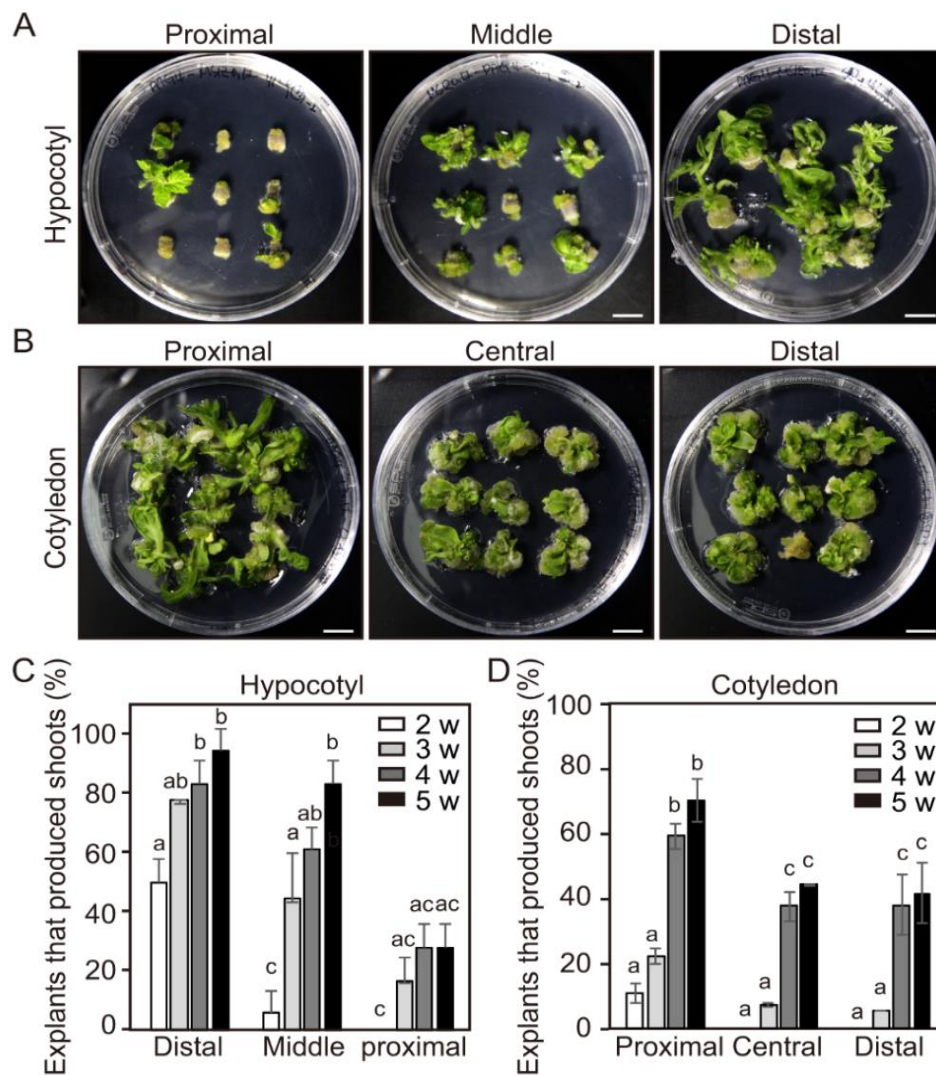 A
Proximal Middle Distal
Hypocotyl
B
Proximal Central Distal
Cotyledon
C
Hypocotyl
Explants that produced shoots (%)
100
80
60
40
20
0
2 w
3 w
4 w
5 w
a ab b b
c a ab b b
c ac ac ac
Distal Middle proximal
D
Cotyledon
Explants that produced shoots (%)
100
80
60
40
20
0
2 w
3 w
4 w
5 w
a a b b
a a c c
a a c c
Proximal Central Distal